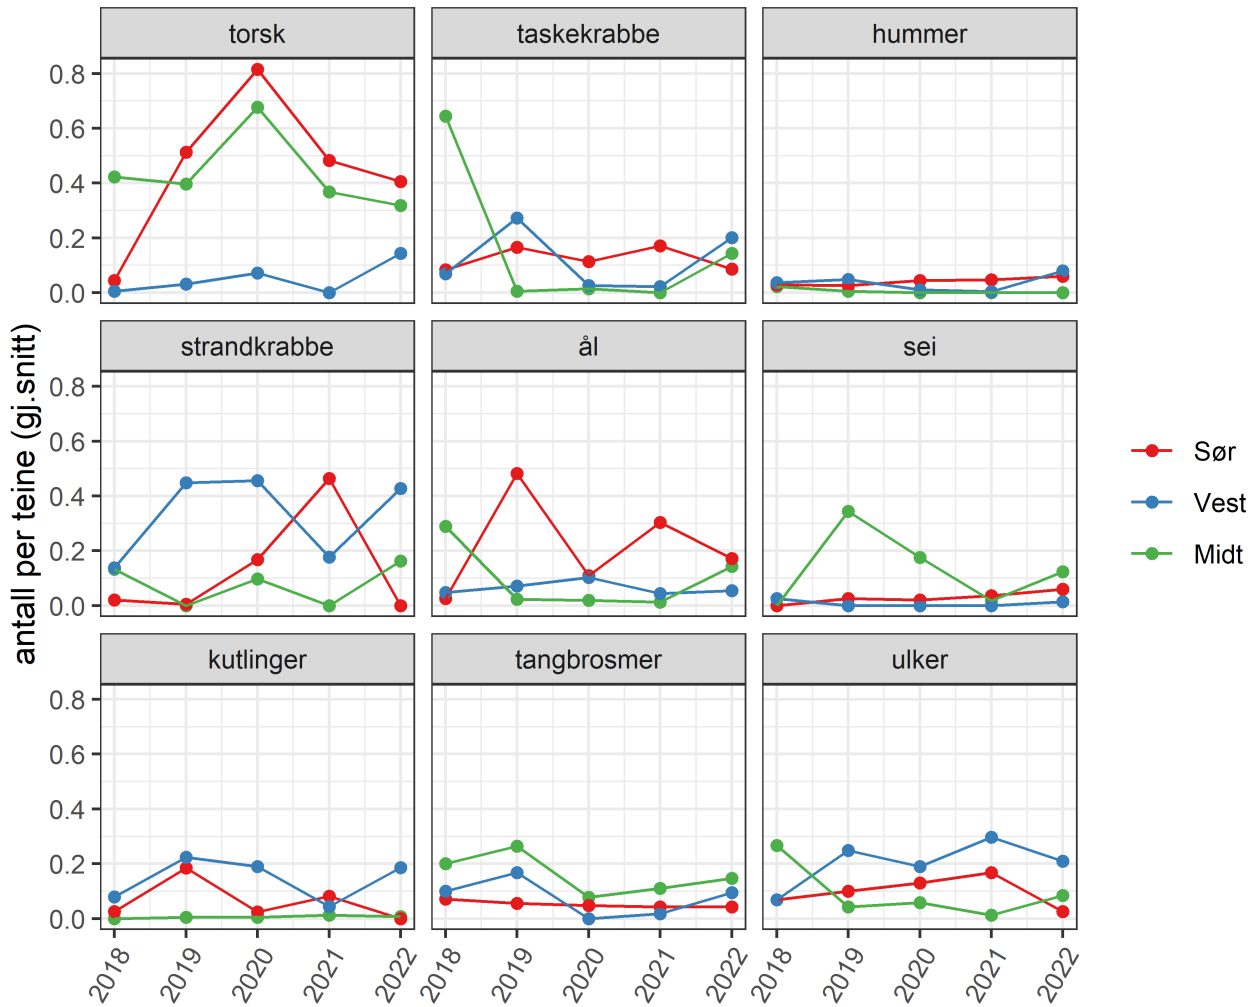 torsk taskekrabbe hummer
0.8
0.6
0.4
0.2
0.0
strandkrabbe ål sei
0.8
0.6
0.4
0.2
0.0
kutlinger tangbrosmer ulker
0.8
0.6
0.4
0.2
0.0
2018 2019 2020 2021 2022 2018 2019 2020 2021 2022 2018 2019 2020 2021 2022
antall per teine (gj.snitt)
Sør
Vest
Midt